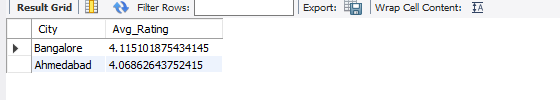 Result Grid Filter Rows: Export: Wrap Cell Content:
City Avg_Rating
Bangalore 4.115101875434145
Ahmedabad 4.06862643752415